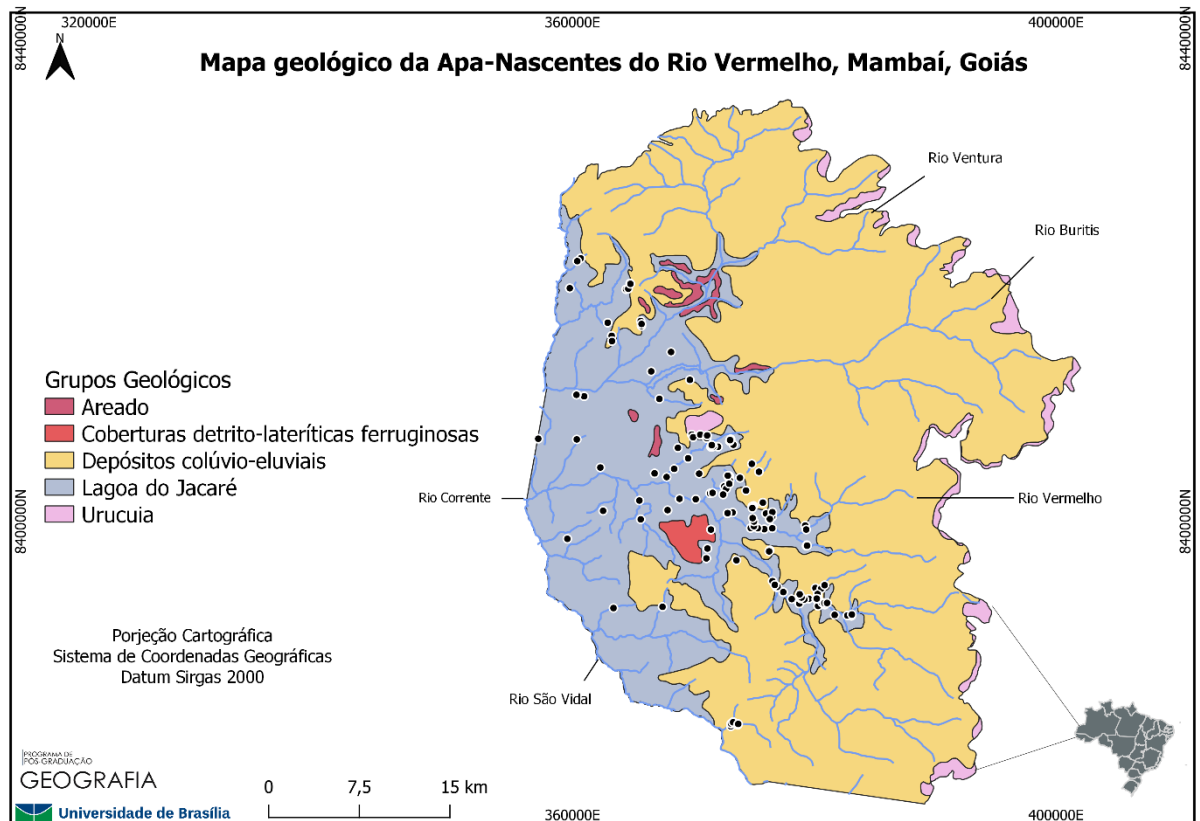 320000E
360000E
400000E
8440000N
8440000N
N
Mapa geológico da Apa-Nascentes do Rio Vermelho, Mambaí, Goiás
Rio Ventura
Rio Buritis
Grupos Geológicos
Areado
Coberturas detrito-lateríticas ferruginosas
Depósitos colúvio-eluviais
Lagoa do Jacaré
Urucuia
Rio Corrente
Rio Vermelho
8400000N
8400000N
Porjeção Cartográfica
Sistema de Coordenadas Geográficas
Datum Sirgas 2000
Rio São Vidal
PROGRAMA DE
PÓS-GRADUAÇÃO
GEOGRAFIA
Universidade de Brasília
0
7,5
15 km
360000E
400000E